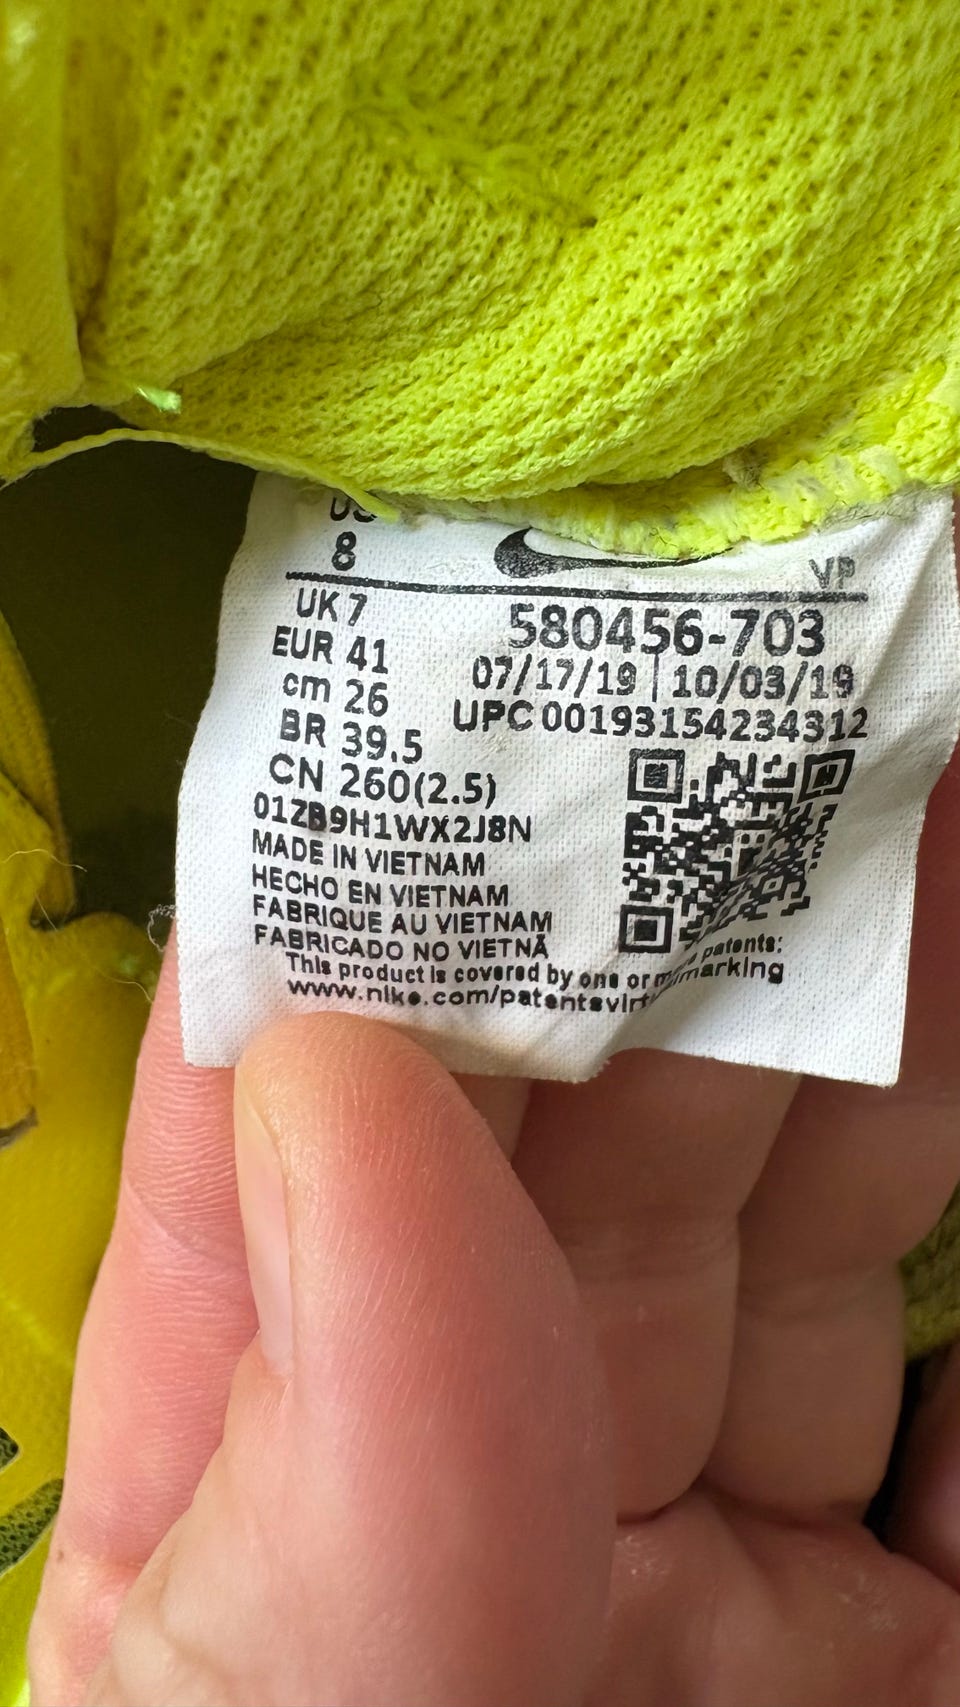 US
8
VP
UK 7
580456-703
EUR 41
07/17/19 | 10/03/19
cm 26
UPC 00193154234312
BR 39.5
CN 260(2.5)
01ZB9H1WX2J8N
MADE IN VIETNAM
HECHO EN VIETNAM
FABRIQUE AU VIETNAM
FABRICADO NO VIETNÃ
This product is covered by one or patents:
www.nike.com/patentsvirt marking